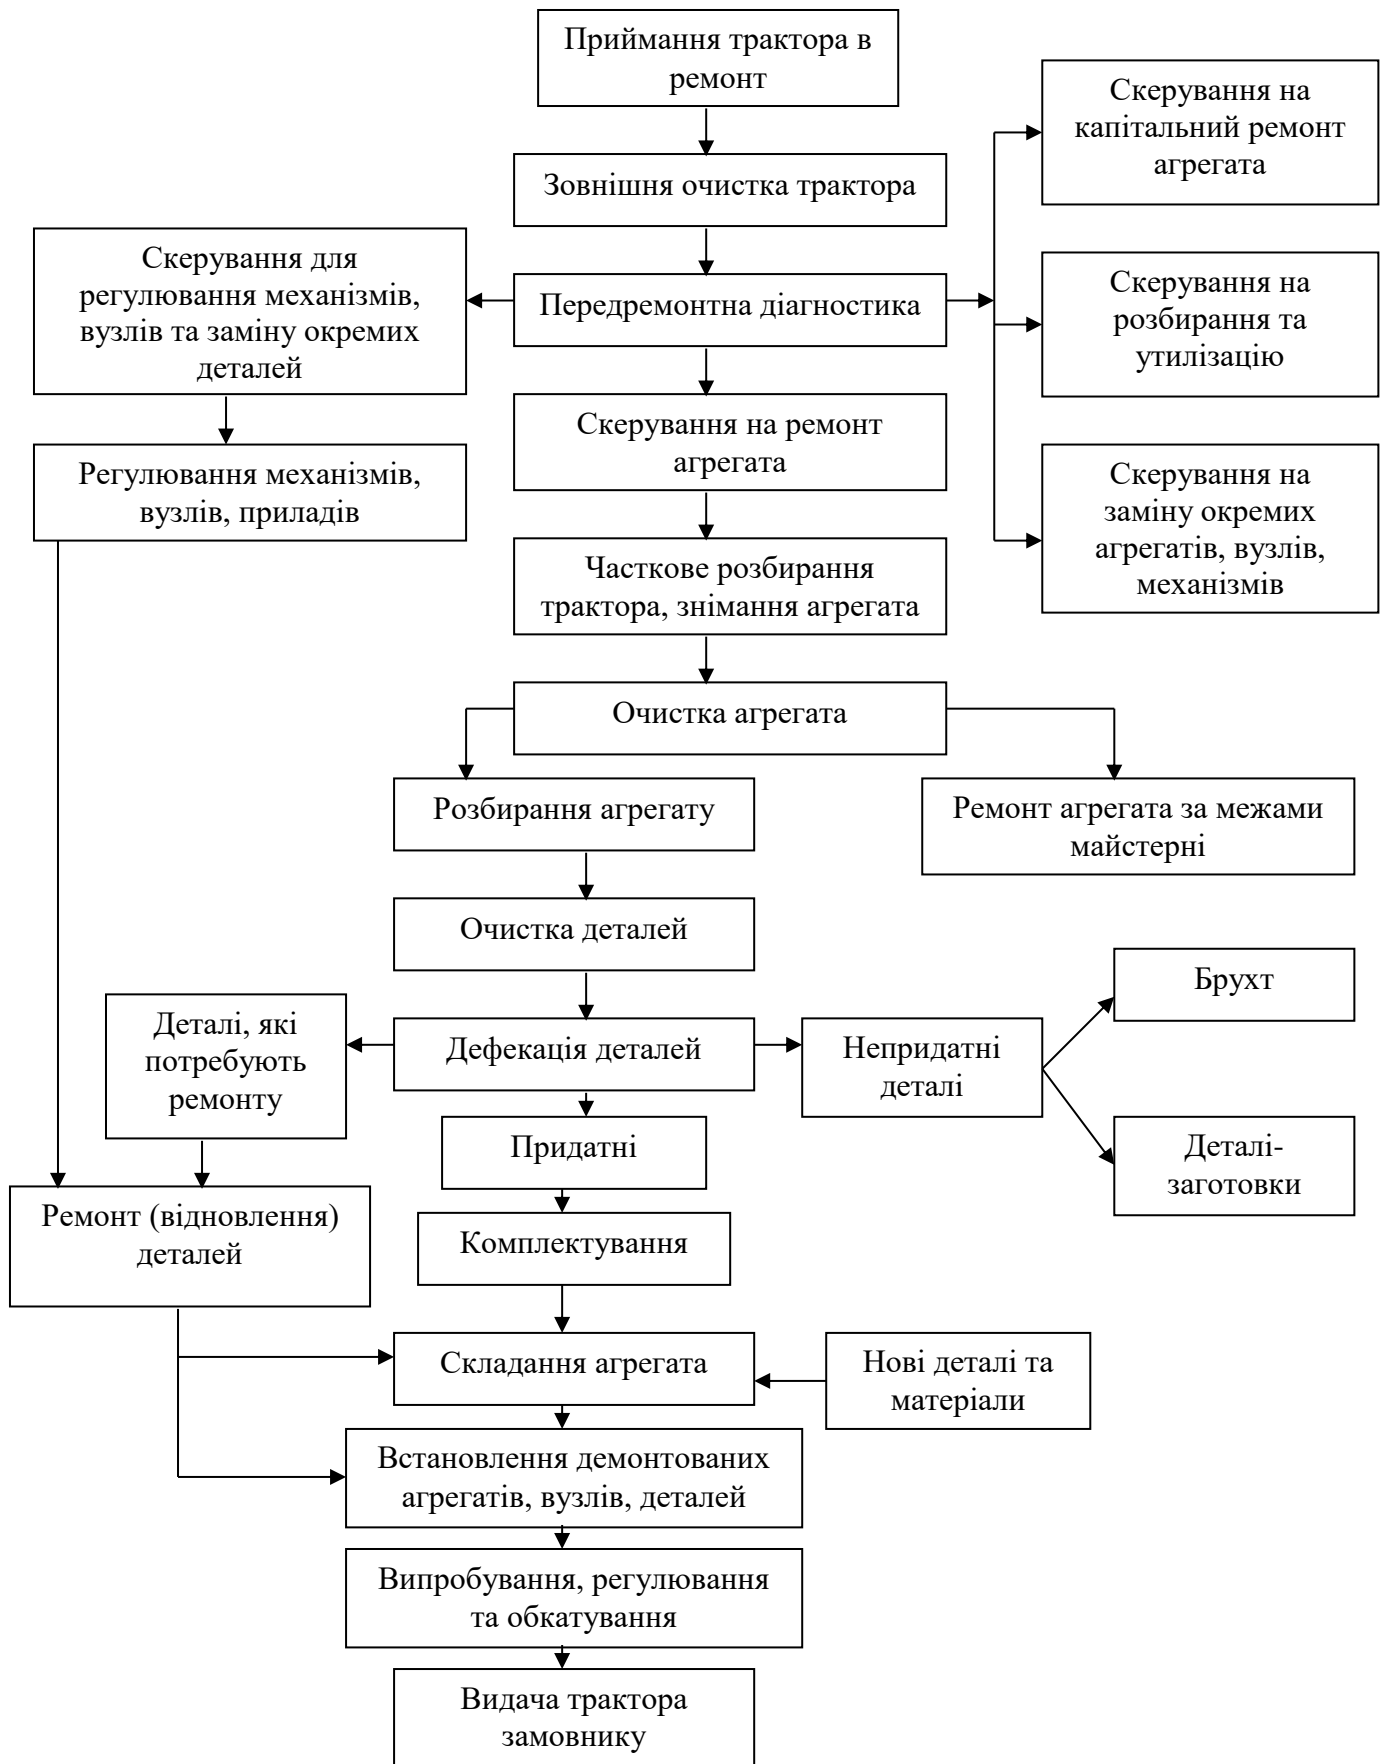 Приймання трактора в
ремонт
Скерування на
капітальний ремонт
агрегата
Зовнішня очистка трактора
Скерування для
регулювання механізмів,
вузлів та заміну окремих
деталей
Передремонтна діагностика
Скерування на
розбирання та
утилізацію
Скерування на ремонт
агрегата
Регулювання механізмів,
вузлів, приладів
Скерування на
заміну окремих
агрегатів, вузлів,
механізмів
Часткове розбирання
трактора, знімання агрегата
Очистка агрегата
Розбирання агрегату
Ремонт агрегата за межами
майстерні
Очистка деталей
Брухт
Деталі, які
потребують
ремонту
Дефекація деталей
Непридатні
деталі
Придатні
Деталі-
заготовки
Ремонт (відновлення)
деталей
Комплектування
Складання агрегата
Нові деталі та
матеріали
Встановлення демонтованих
агрегатів, вузлів, деталей
Випробування, регулювання
та обкатування
Видача трактора
замовнику